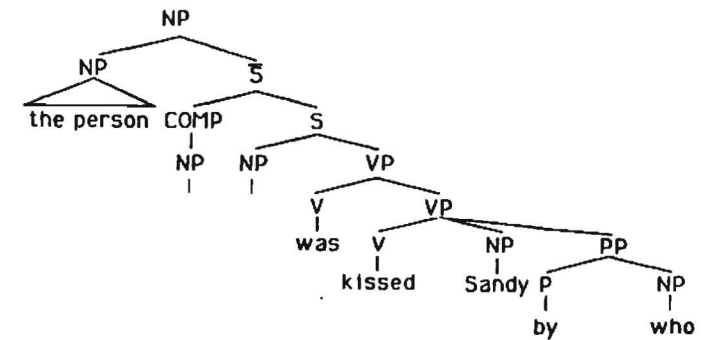 NP
NP S̅
the person COMP S
NP NP VP
V VP
was V NP PP
kissed Sandy P NP
by who